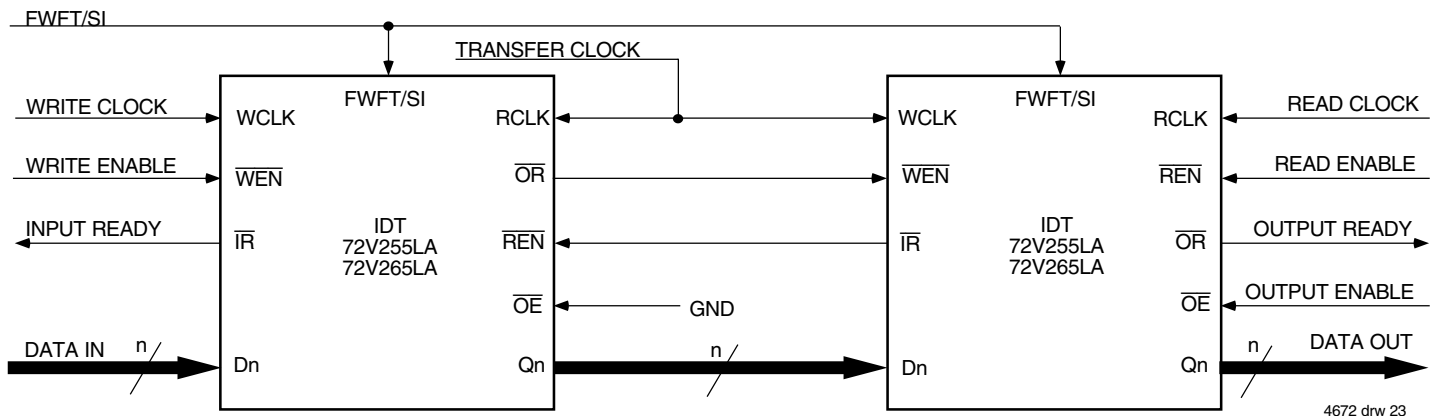 FWFT/SI
TRANSFER CLOCK
FWFT/SI
FWFT/SI
WRITE CLOCK
WCLK
RCLK
WCLK
RCLK
READ CLOCK
WRITE ENABLE
WEN
OR
WEN
REN
READ ENABLE
INPUT READY
IR
IDT
72V255LA
72V265LA
REN
IR
IDT
72V255LA
72V265LA
OR
OUTPUT READY
OE
GND
OE
OUTPUT ENABLE
DATA IN
n
Dn
Qn
n
Dn
Qn
n
DATA OUT
4672 drw 23